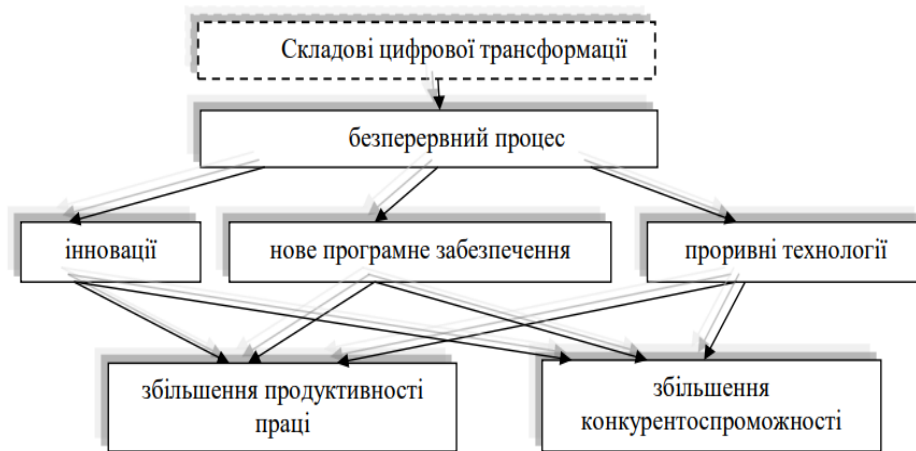 Складові цифрової трансформації
безперервний процес
інновації
нове програмне забезпечення
проривні технології
збільшення продуктивності
праці
збільшення
конкурентоспроможності